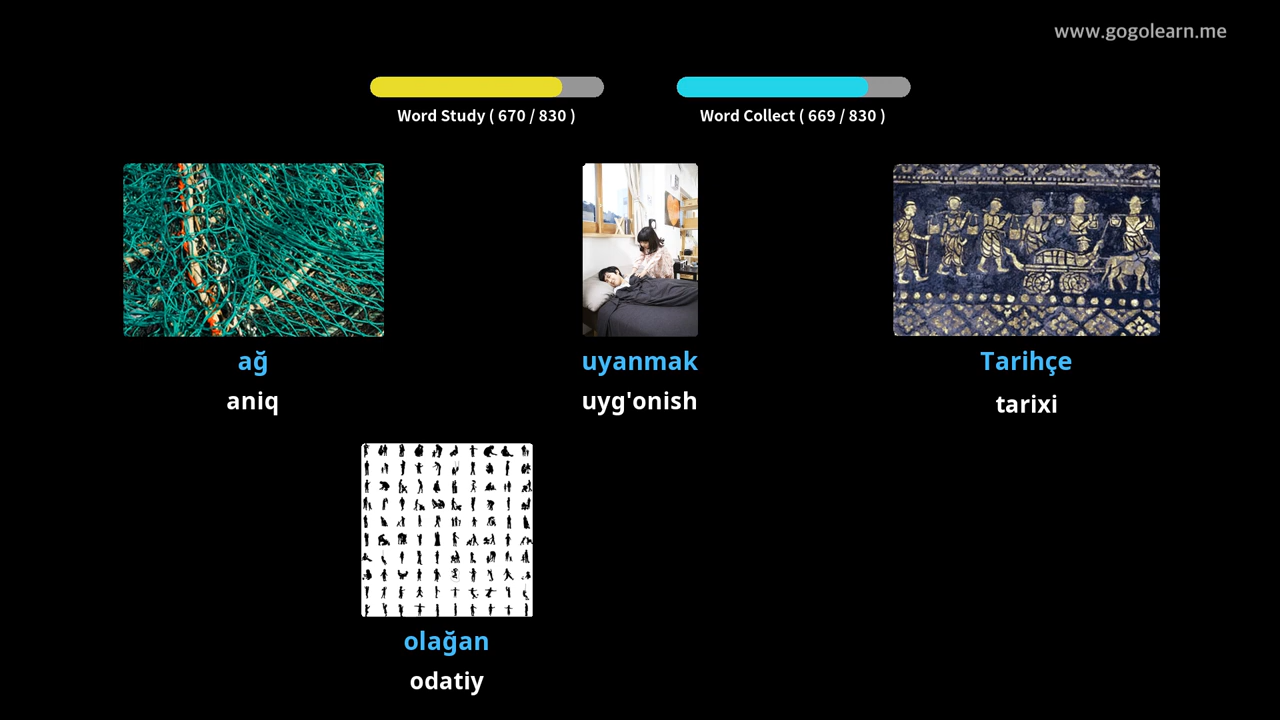 www.gogolearn.me
Word Study ( 670 / 830 )
Word Collect ( 669 / 830 )
ağ
aniq
uyanmak
uyg'onish
Tarihçe
tarixi
olağan
odatiy